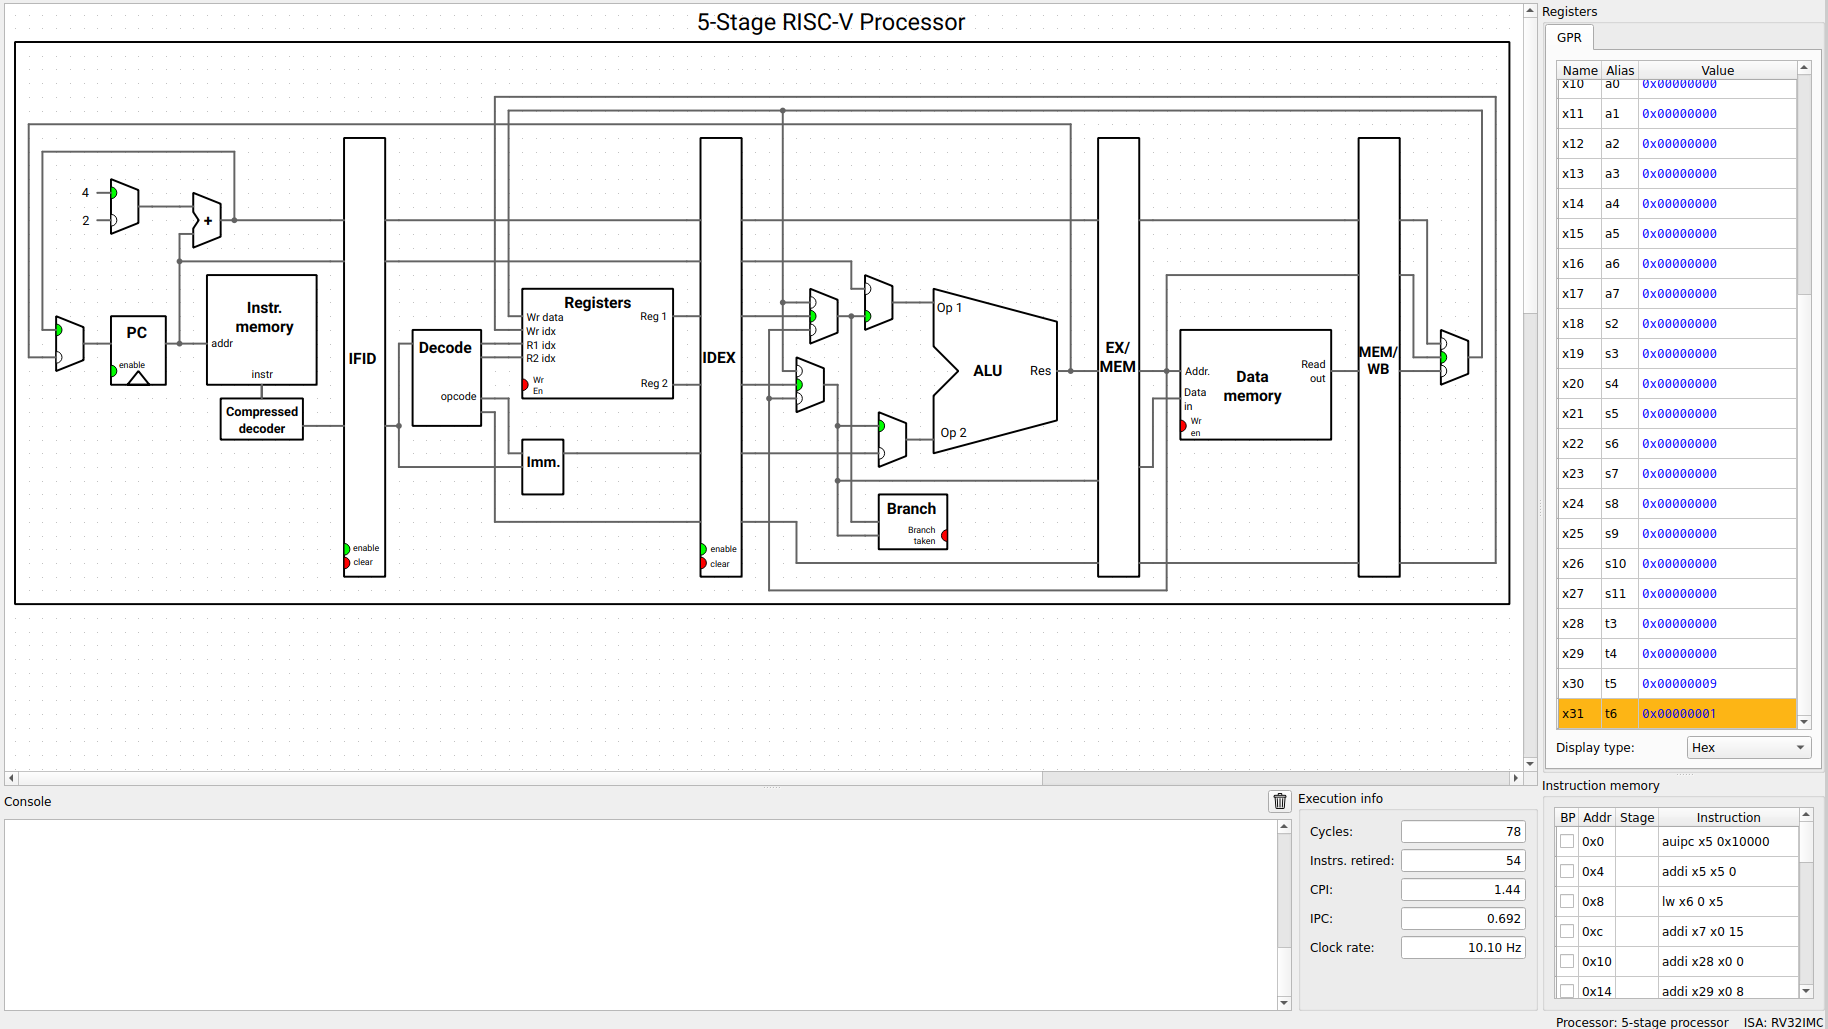 5-Stage RISC-V Processor
4
2
+
PC
enable
Instr.
memory
addr
instr
Compressed
decoder
IFID
enable
clear
Decode
opcode
Registers
Wr data
Wr idx
R1 idx
R2 idx
Wr
En
Reg 1
Reg 2
Imm.
IDEX
enable
clear
Op 1
ALU
Res
Op 2
Branch
Branch
taken
EX/
MEM
Addr.
Data
in
Wr
en
Data
memory
Read
out
MEM/
WB
Registers
GPR
Name Alias Value
x10 a0 0x00000000
x11 a1 0x00000000
x12 a2 0x00000000
x13 a3 0x00000000
x14 a4 0x00000000
x15 a5 0x00000000
x16 a6 0x00000000
x17 a7 0x00000000
x18 s2 0x00000000
x19 s3 0x00000000
x20 s4 0x00000000
x21 s5 0x00000000
x22 s6 0x00000000
x23 s7 0x00000000
x24 s8 0x00000000
x25 s9 0x00000000
x26 s10 0x00000000
x27 s11 0x00000000
x28 t3 0x00000000
x29 t4 0x00000000
x30 t5 0x00000009
x31 t6 0x00000001
Display type: Hex
Console
Execution info
Cycles: 78
Instrs. retired: 54
CPI: 1.44
IPC: 0.692
Clock rate: 10.10 Hz
Instruction memory
BP Addr Stage Instruction
0x0 auipc x5 0x10000
0x4 addi x5 x5 0
0x8 lw x6 0 x5
0xc addi x7 x0 15
0x10 addi x28 x0 0
0x14 addi x29 x0 8
Processor: 5-stage processor ISA: RV32IMC